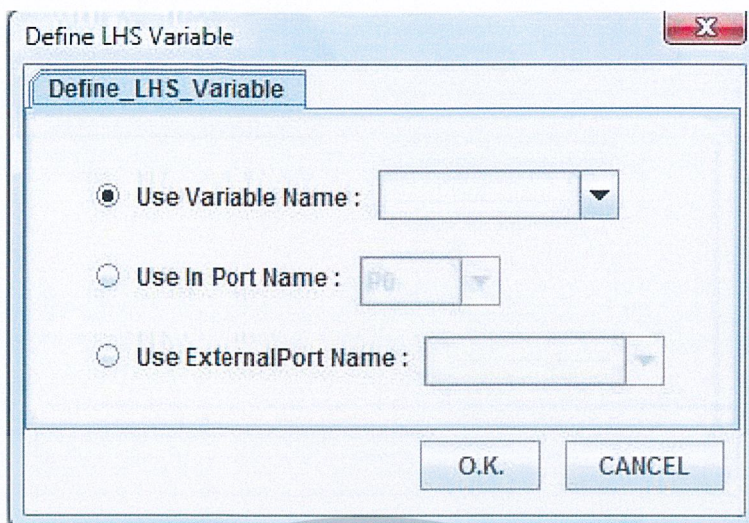 Define LHS Variable
Define_LHS_Variable
Use Variable Name :
Use In Port Name : P0
Use ExternalPort Name :
O.K. CANCEL